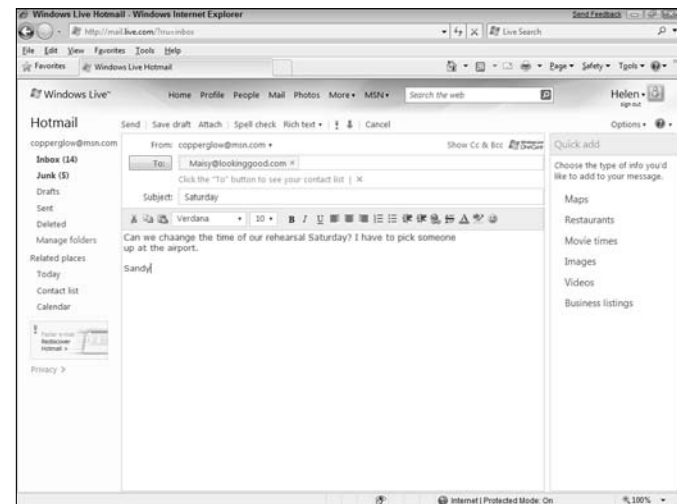 Windows Live Hotmail - Windows Internet Explorer
Send Feedback
http://mail.live.com/?rru=inbox
Live Search
File Edit View Favorites Tools Help
Favorites Windows Live Hotmail
Page Safety Tools
Windows Live™ Home Profile People Mail Photos More MSN Search the web Helen
sign out
Hotmail Send Save draft Attach Spell check Rich text Cancel Options
copperglow@msn.com
Inbox (14)
Junk (5)
Drafts
Sent
Deleted
Manage folders
Related places
Today
Contact list
Calendar
Rediscover
Hotmail »
Privacy >
From: copperglow@msn.com Show Cc & Bcc
To: Maisy@lookinggood.com ×
Click the "To" button to see your contact list | ×
Subject: Saturday
Verdana 10 B I U A
Can we chaange the time of our rehearsal Saturday? I have to pick someone
up at the airport.
Sandy
Quick add
Choose the type of info you'd
like to add to your message.
Maps
Restaurants
Movie times
Images
Videos
Business listings
Internet | Protected Mode: On 100%